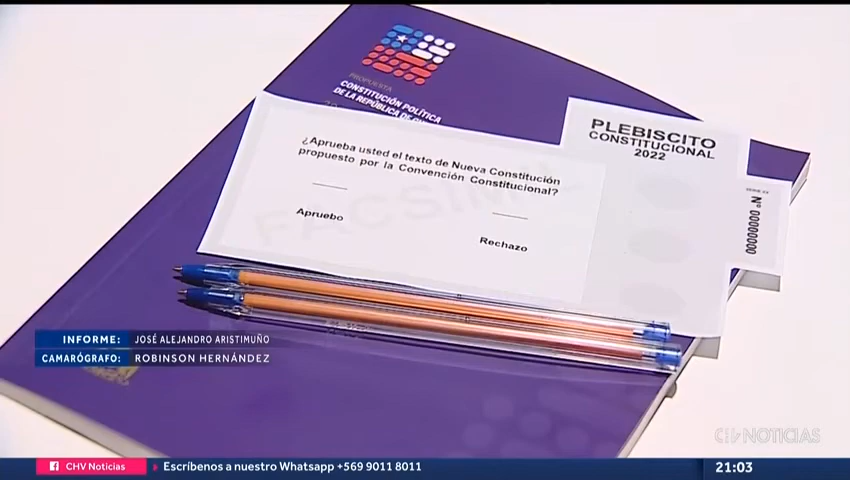 PROPUESTA
CONSTITUCIÓN POLÍTICA
DE LA REPÚBLICA DE
PLEBISCITO
CONSTITUCIONAL
2022
¿Aprueba usted el texto de Nueva Constitución
propuesto por la Convención Constitucional?
Apruebo
Rechazo
FACSIMIL
Nº 00000000
INFORME: JOSÉ ALEJANDRO ARISTIMUÑO
CAMARÓGRAFO: ROBINSON HERNÁNDEZ
CHV NOTICIAS
CHV Noticias
Escríbenos a nuestro Whatsapp +569 9011 8011
21:03